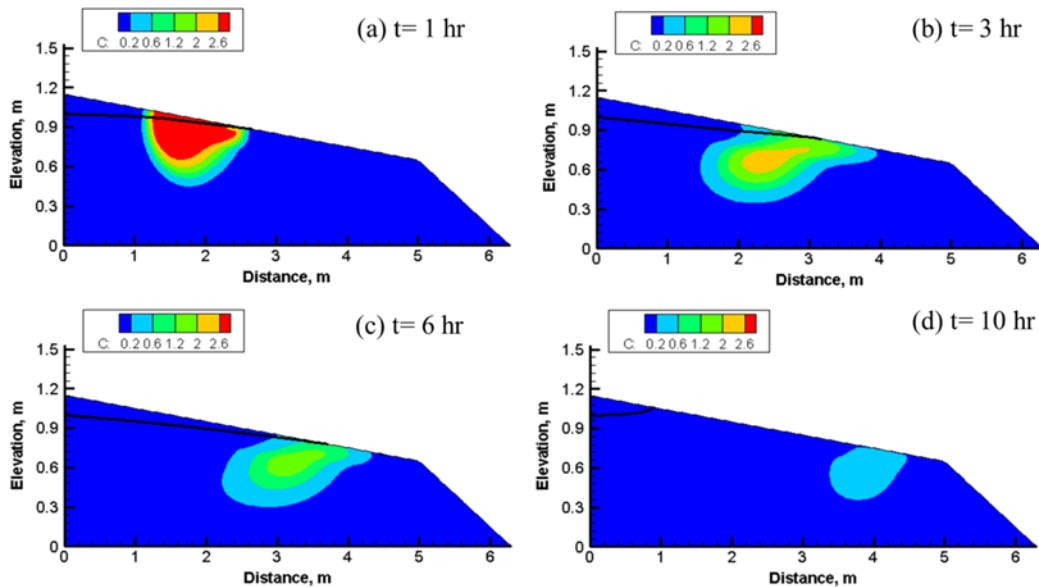 C: 0.2 0.6 1.2 2 2.6
(a) t= 1 hr
1.5
1.2
0.9
0.6
0.3
0
Elevation, m
0 1 2 3 4 5 6
Distance, m
C: 0.2 0.6 1.2 2 2.6
(b) t= 3 hr
1.5
1.2
0.9
0.6
0.3
0
Elevation, m
0 1 2 3 4 5 6
Distance, m
C: 0.2 0.6 1.2 2 2.6
(c) t= 6 hr
1.5
1.2
0.9
0.6
0.3
0
Elevation, m
0 1 2 3 4 5 6
Distance, m
C: 0.2 0.6 1.2 2 2.6
(d) t= 10 hr
1.5
1.2
0.9
0.6
0.3
0
Elevation, m
0 1 2 3 4 5 6
Distance, m